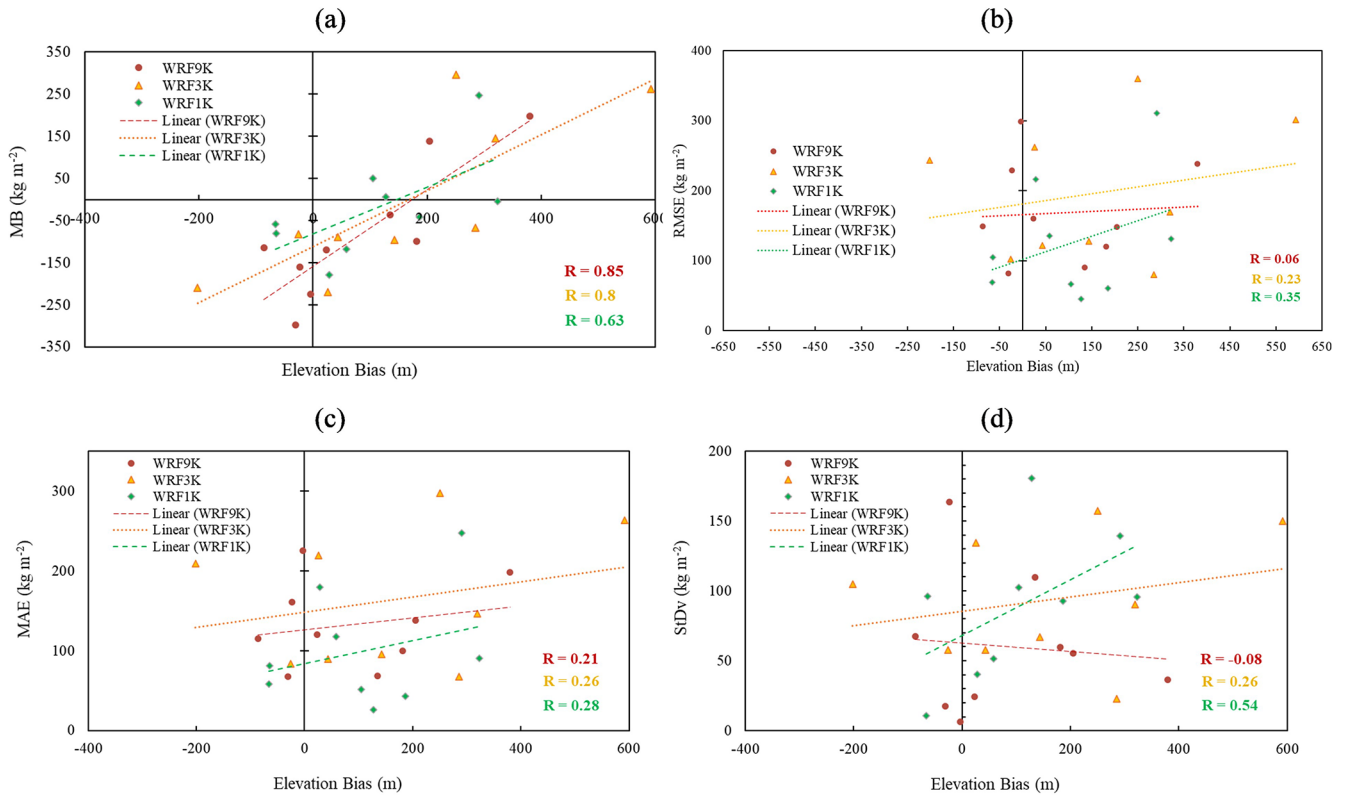 (a)
350
250
150
50
-50
-150
-250
-350
-400
-200
0
200
400
600
MB (kg m-2)
Elevation Bias (m)
WRF9K
WRF3K
WRF1K
Linear (WRF9K)
Linear (WRF3K)
Linear (WRF1K)
R = 0.85
R = 0.8
R = 0.63
(b)
400
300
200
100
0
-650
-550
-450
-350
-250
-150
-50
50
150
250
350
450
550
650
RMSE (kg m-2)
Elevation Bias (m)
WRF9K
WRF3K
WRF1K
Linear (WRF9K)
Linear (WRF3K)
Linear (WRF1K)
R = 0.06
R = 0.23
R = 0.35
(c)
300
200
100
0
-400
-200
0
200
400
600
MAE (kg m-2)
Elevation Bias (m)
WRF9K
WRF3K
WRF1K
Linear (WRF9K)
Linear (WRF3K)
Linear (WRF1K)
R = 0.21
R = 0.26
R = 0.28
(d)
200
150
100
50
0
-400
-200
0
200
400
600
StDv (kg m-2)
Elevation Bias (m)
WRF9K
WRF3K
WRF1K
Linear (WRF9K)
Linear (WRF3K)
Linear (WRF1K)
R = -0.08
R = 0.26
R = 0.54